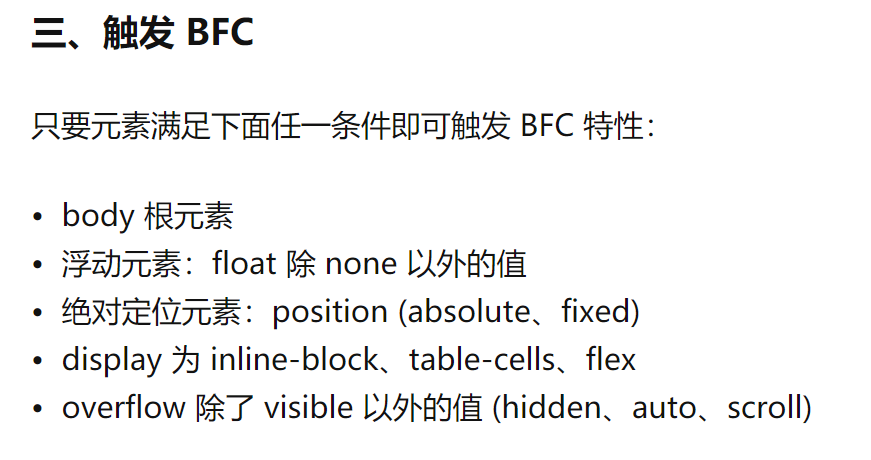 三、触发 BFC
只要元素满足下面任一条件即可触发 BFC 特性：
• body 根元素
• 浮动元素：float 除 none 以外的值
• 绝对定位元素：position (absolute、fixed)
• display 为 inline-block、table-cells、flex
• overflow 除了 visible 以外的值 (hidden、auto、scroll)